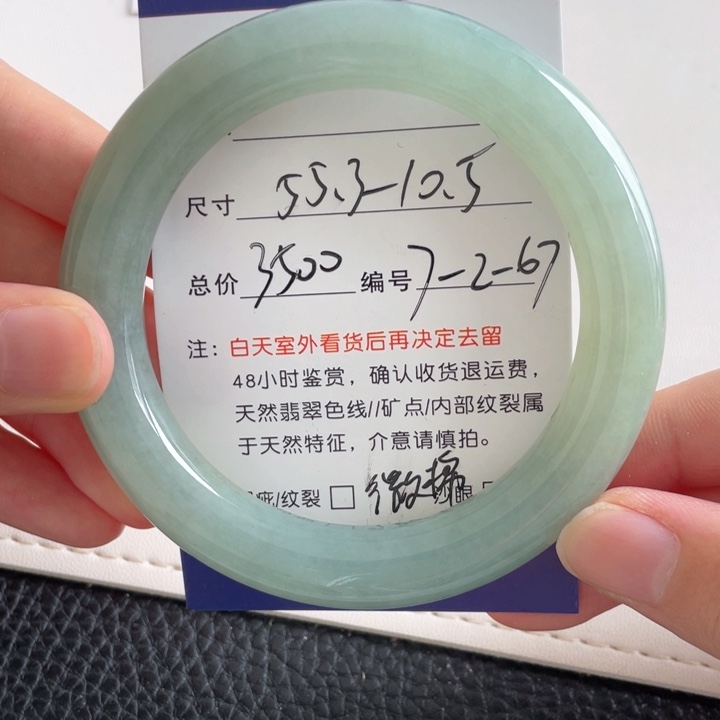 尺寸 55.3-10.5
总价 3500 编号 7-2-67
注：白天室外看货后再决定去留
48小时鉴赏，确认收货退运费，
天然翡翠色线//矿点/内部纹裂属
于天然特征，介意请慎拍。
疵/纹裂 □ 微棉 眼